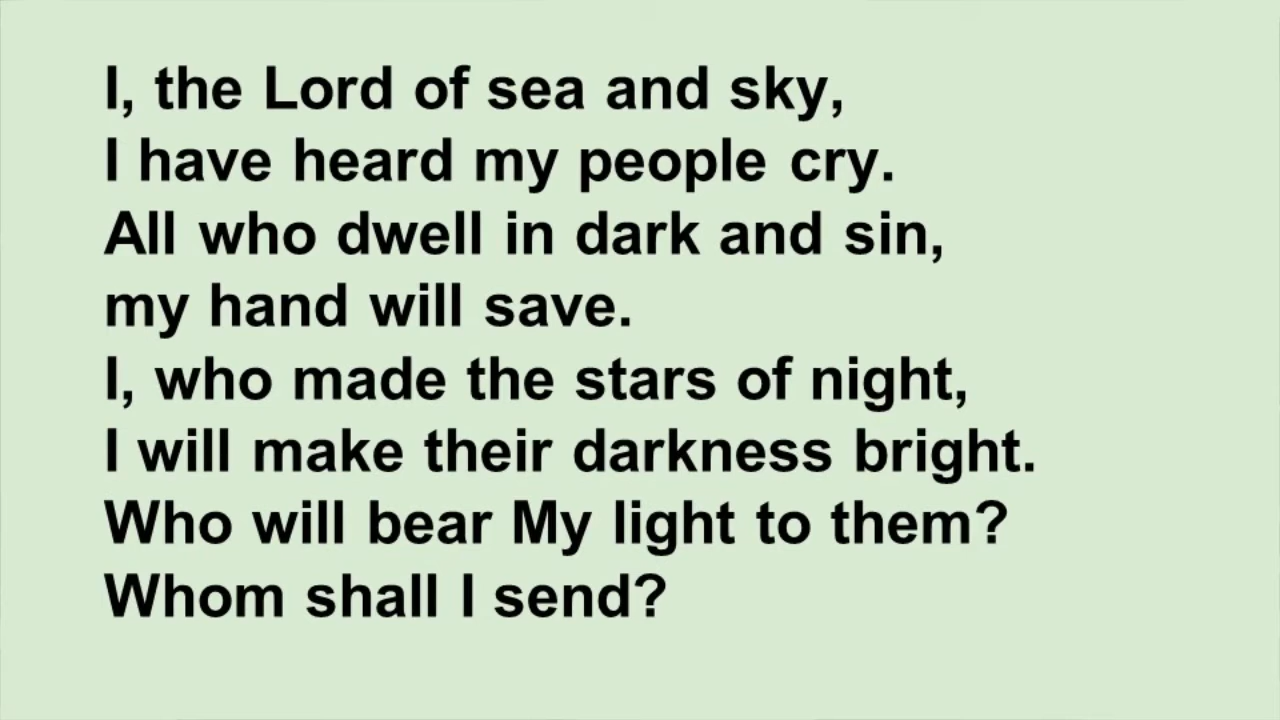 I, the Lord of sea and sky,
I have heard my people cry.
All who dwell in dark and sin,
my hand will save.
I, who made the stars of night,
I will make their darkness bright.
Who will bear My light to them?
Whom shall I send?